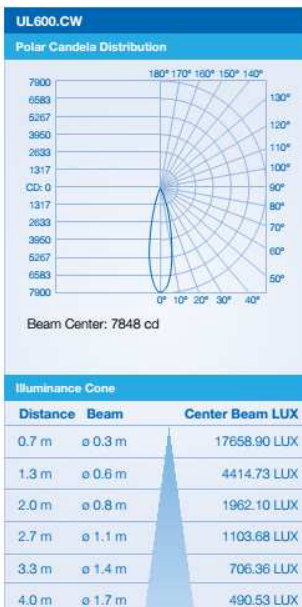 UL600.CW
Polar Candela Distribution
180° 170° 160° 150° 140°
7900
6583
5267
3950
2633
1317
CD: 0
1317
2633
3950
5267
6583
7900
130°
120°
110°
100°
90°
80°
70°
60°
50°
0° 10° 20° 30° 40°
Beam Center: 7848 cd
Illuminance Cone
Distance Beam Center Beam LUX
0.7 m ø 0.3 m 17658.90 LUX
1.3 m ø 0.6 m 4414.73 LUX
2.0 m ø 0.8 m 1962.10 LUX
2.7 m ø 1.1 m 1103.68 LUX
3.3 m ø 1.4 m 706.36 LUX
4.0 m ø 1.7 m 490.53 LUX